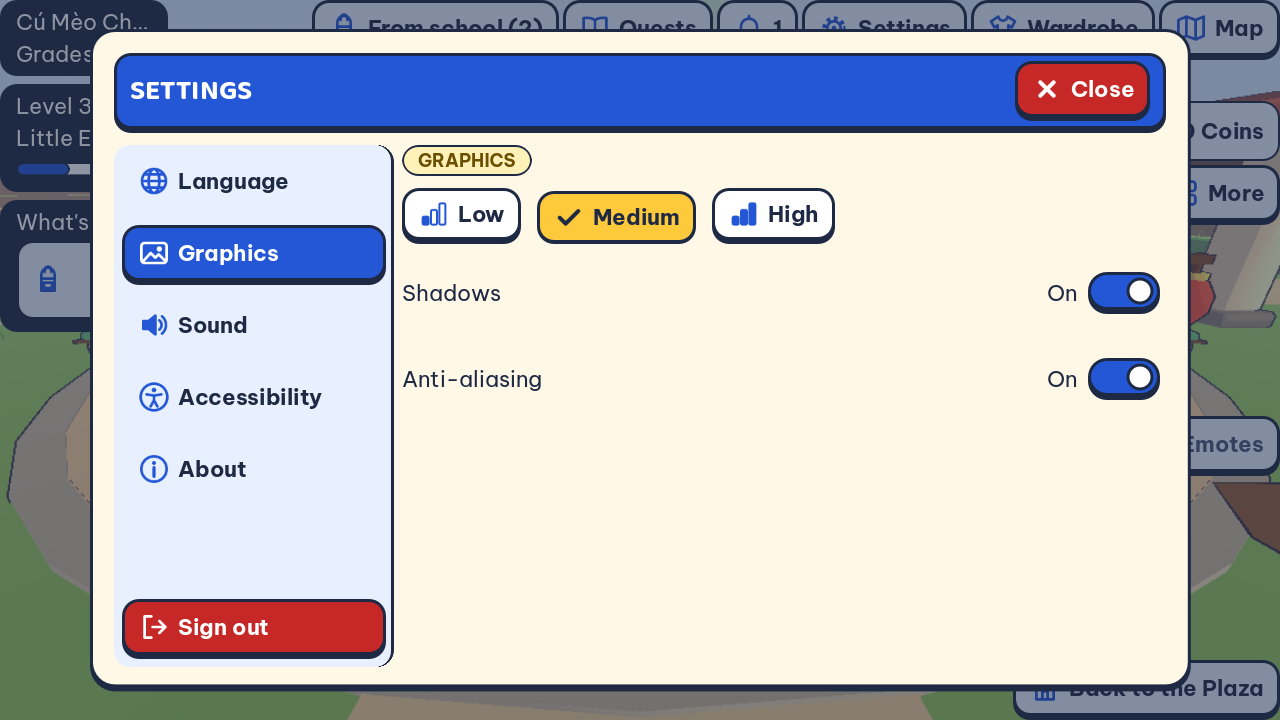 Cú Mèo Ch...
Grades
From school (2)
Quests
1
Settings
Wardrobe
Map
Level 3
Little E
What's
Coins
More
Emotes
Back to the Plaza
SETTINGS
Close
Language
Graphics
Sound
Accessibility
About
Sign out
GRAPHICS
Low
Medium
High
Shadows
On
Anti-aliasing
On